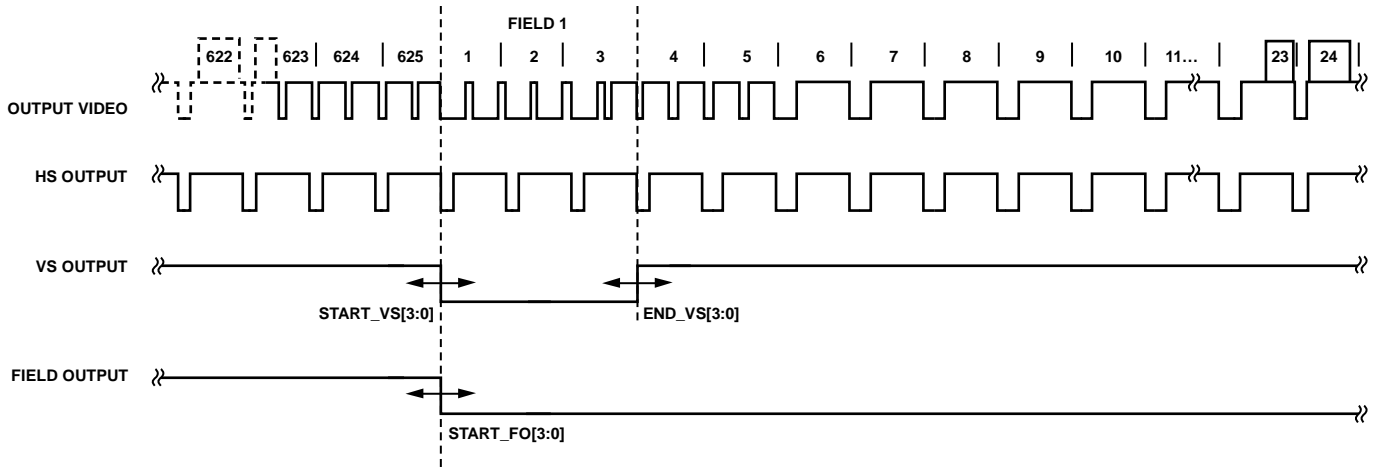 FIELD 1
622 623 624 625 1 2 3 4 5 6 7 8 9 10 11... 23 24
OUTPUT VIDEO
HS OUTPUT
VS OUTPUT
START_VS[3:0] END_VS[3:0]
FIELD OUTPUT
START_FO[3:0]